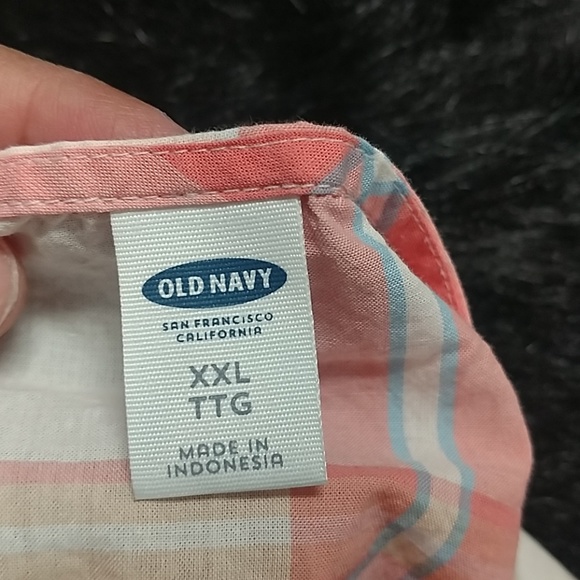 OLD NAVY
SAN FRANCISCO
CALIFORNIA
XXL
TTG
MADE IN
INDONESIA